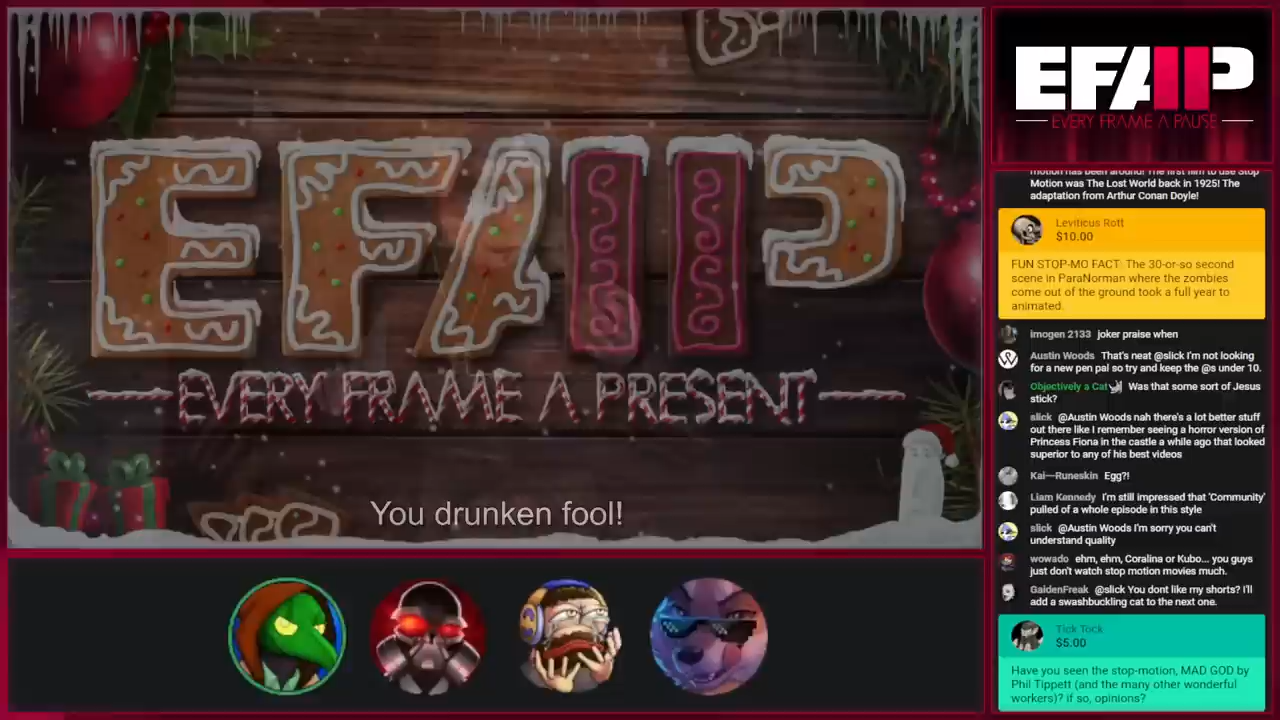 EFAP
EVERY FRAME A PRESENT
You drunken fool!
EFAP
EVERY FRAME A PAUSE
motion has been around! The first film to use Stop
Motion was The Lost World back in 1925! The
adaptation from Arthur Conan Doyle!
Leviticus Rott
$10.00
FUN STOP-MO FACT: The 30-or-so second
scene in ParaNorman where the zombies
come out of the ground took a full year to
animated.
imogen 2133 joker praise when
Austin Woods That's neat @slick I'm not looking
for a new pen pal so try and keep the @s under 10.
Objectively a Cat Was that some sort of Jesus
stick?
slick @Austin Woods nah there's a lot better stuff
out there like I remember seeing a horror version of
Princess Fiona in the castle a while ago that looked
superior to any of his best videos
Kai—Runeskin Egg?!
Liam Kennedy I'm still impressed that 'Community'
pulled of a whole episode in this style
slick @Austin Woods I'm sorry you can't
understand quality
wowado ehm, ehm, Coralina or Kubo... you guys
just don't watch stop motion movies much.
GaidenFreak @slick You dont like my shorts? I'll
add a swashbuckling cat to the next one.
Tick Tock
$5.00
Have you seen the stop-motion, MAD GOD by
Phil Tippett (and the many other wonderful
workers)? if so, opinions?